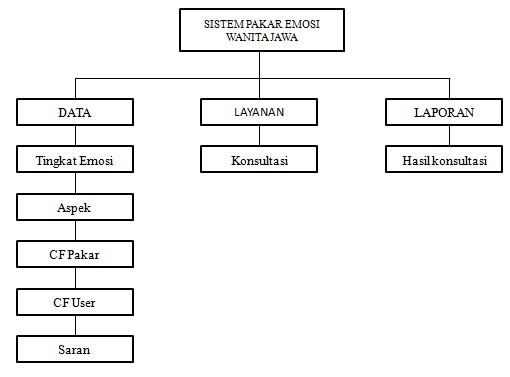 SISTEM PAKAR EMOSI
WANITA JAWA
DATA
LAYANAN
LAPORAN
Tingkat Emosi
Konsultasi
Hasil konsultasi
Aspek
CF Pakar
CF User
Saran